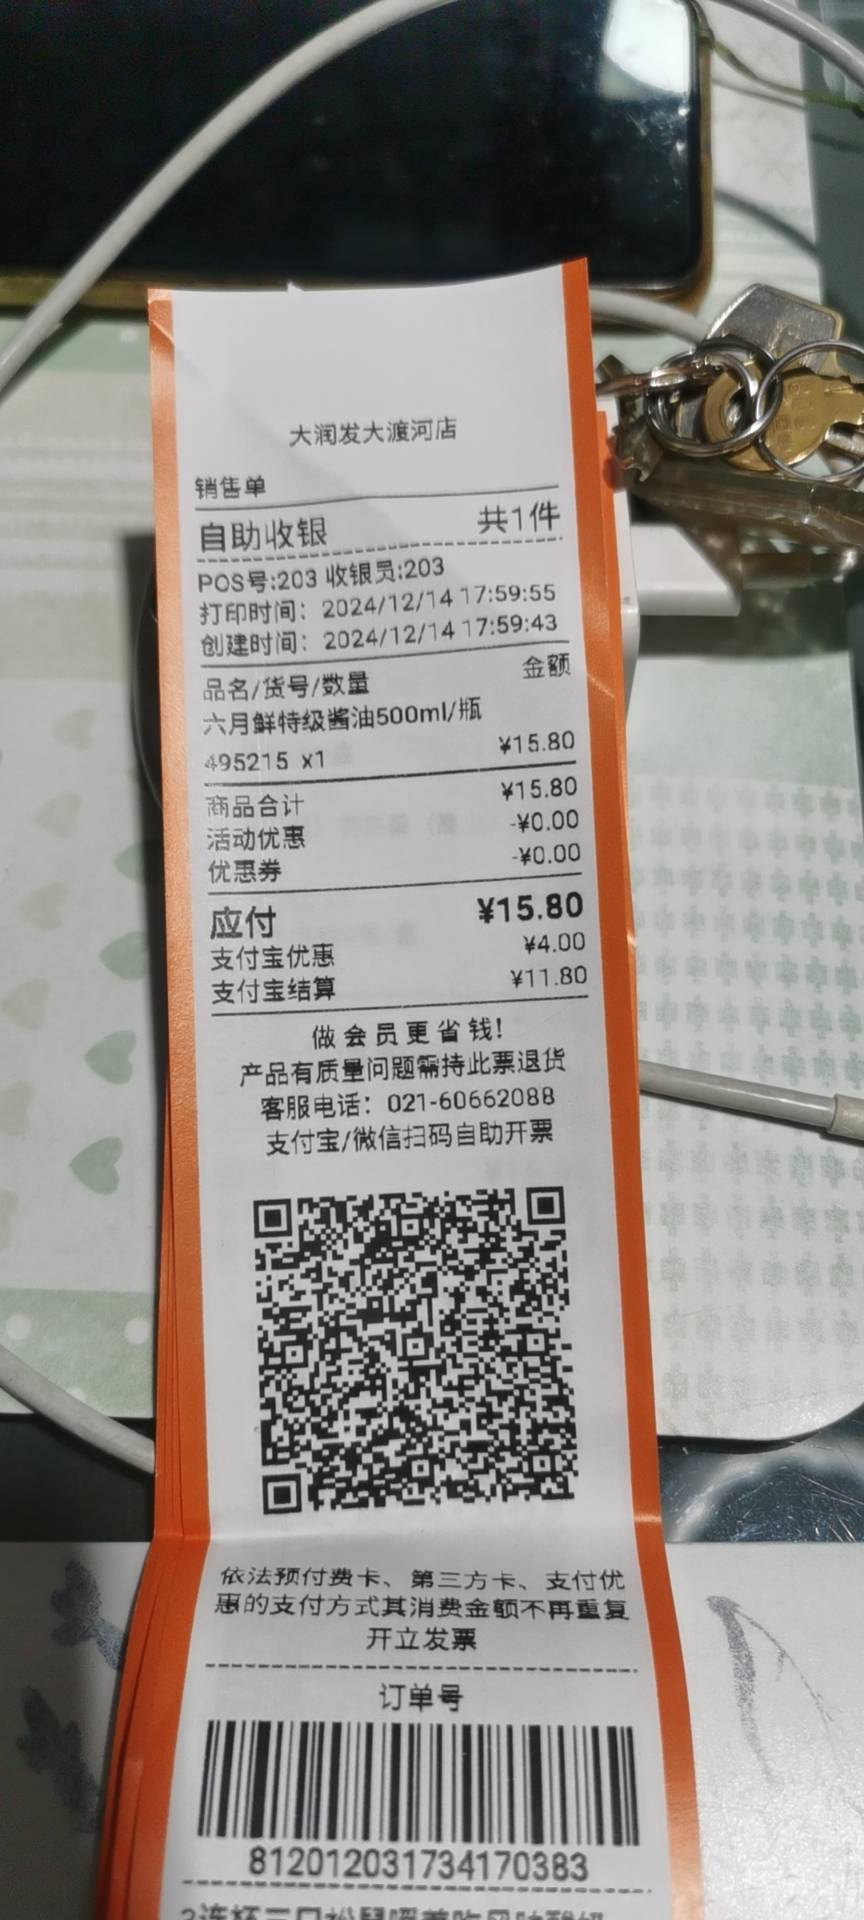 大润发大渡河店
销售单
自助收银 共1件
POS号:203 收银员:203
打印时间: 2024/12/14 17:59:55
创建时间: 2024/12/14 17:59:43
品名/货号/数量 金额
六月鲜特级酱油500ml/瓶
495215 x1 ¥15.80
商品合计 ¥15.80
活动优惠 -¥0.00
优惠券 -¥0.00
应付 ¥15.80
支付宝优惠 ¥4.00
支付宝结算 ¥11.80
做会员更省钱!
产品有质量问题需持此票退货
客服电话: 021-60662088
支付宝/微信扫码自助开票
依法预付费卡、第三方卡、支付优
惠的支付方式其消费金额不再重复
开立发票
订单号
812012031734170383